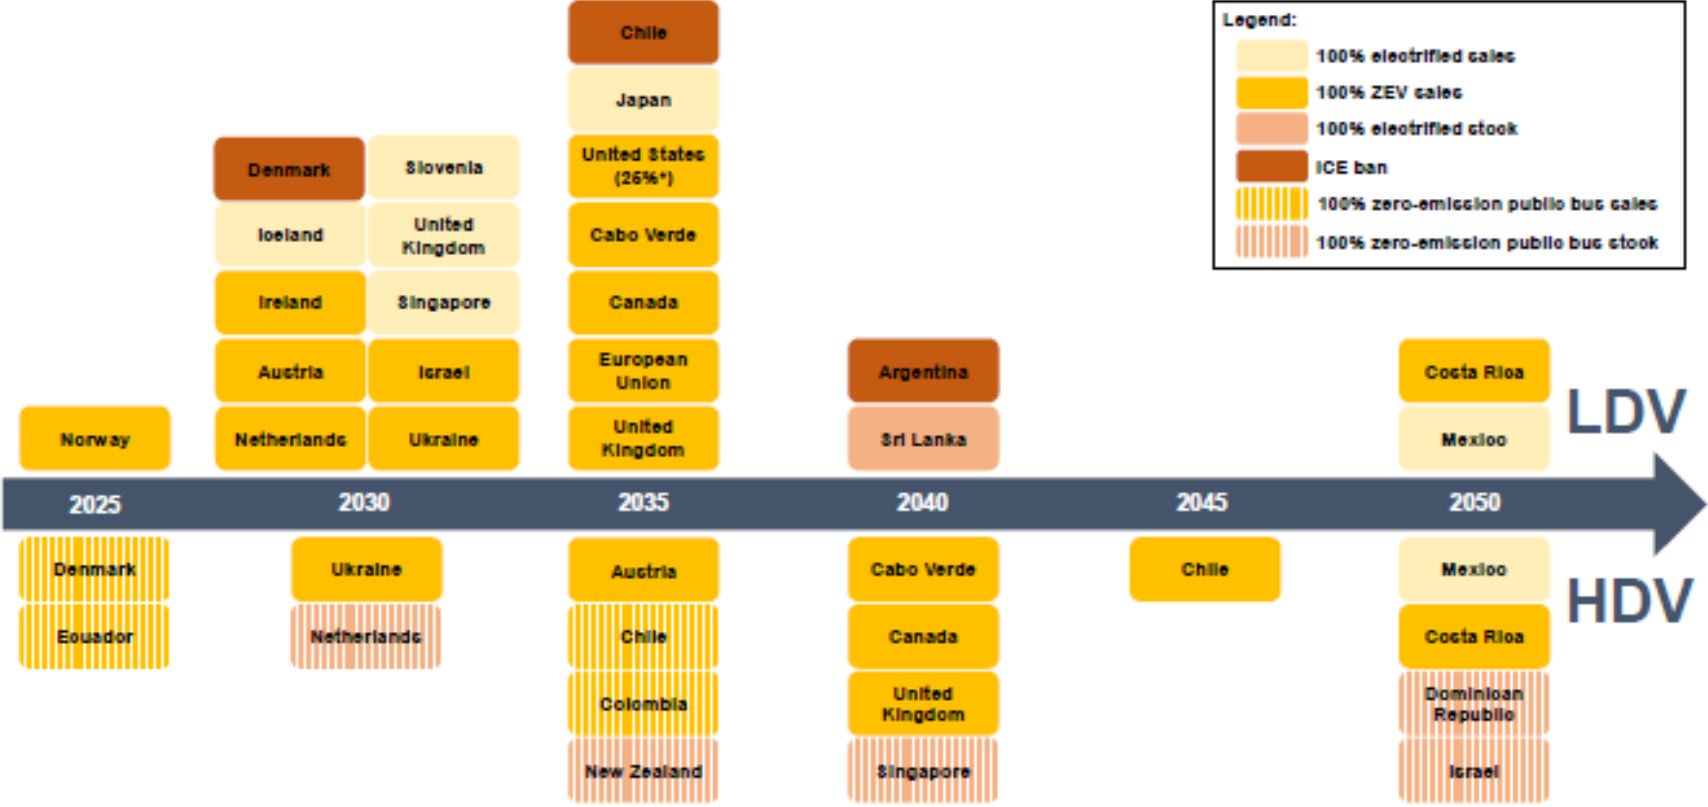 Chile
Legend:
100% electrified sales
Japan
100% ZEV sales
100% electrified stock
United States
(25%*)
Denmark
Slovenia
ICE ban
100% zero-emission public bus sales
Iceland
United
Kingdom
Cabo Verde
100% zero-emission public bus stock
Ireland
Singapore
Canada
Austria
Israel
European
Union
Argentina
Costa Rica
LDV
Norway
Netherlands
Ukraine
United
Kingdom
Sri Lanka
Mexico
2025
2030
2035
2040
2045
2050
Denmark
Ukraine
Austria
Cabo Verde
Chile
Mexico
HDV
Ecuador
Netherlands
Chile
Canada
Costa Rica
Colombia
United
Kingdom
Dominican
Republic
New Zealand
Singapore
Israel